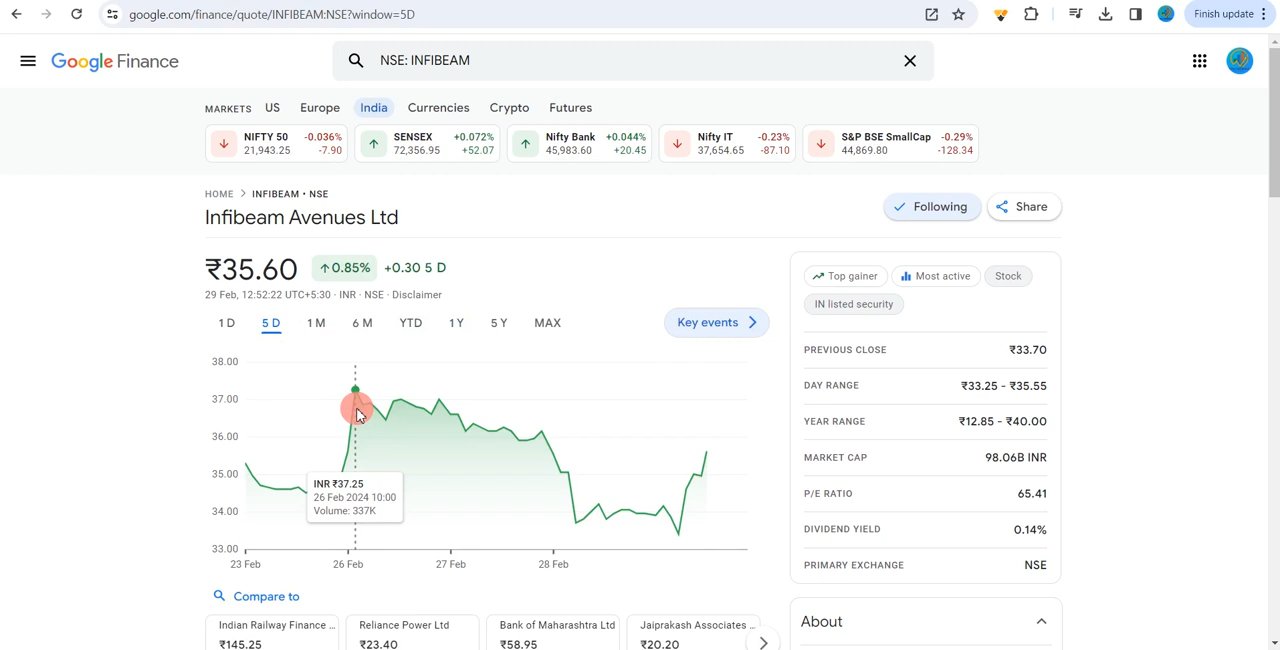 google.com/finance/quote/INFIBEAM:NSE?window=5D
Finish update
Google Finance
NSE: INFIBEAM
MARKETS US Europe India Currencies Crypto Futures
NIFTY 50 -0.036%
21,943.25 -7.90
SENSEX +0.072%
72,356.95 +52.07
Nifty Bank +0.044%
45,983.60 +20.45
Nifty IT -0.23%
37,654.65 -87.10
S&P BSE SmallCap -0.29%
44,869.80 -128.34
HOME > INFIBEAM • NSE
Infibeam Avenues Ltd
Following
Share
₹35.60 ↑0.85% +0.30 5 D
29 Feb, 12:52:22 UTC+5:30 · INR · NSE · Disclaimer
1 D 5 D 1 M 6 M YTD 1 Y 5 Y MAX
Key events
38.00
37.00
36.00
35.00
34.00
33.00
INR ₹37.25
26 Feb 2024 10:00
Volume: 337K
23 Feb 26 Feb 27 Feb 28 Feb
Compare to
Indian Railway Finance ...
₹145.25
Reliance Power Ltd
₹23.40
Bank of Maharashtra Ltd
₹58.95
Jaiprakash Associates ...
₹20.20
Top gainer
Most active
Stock
IN listed security
PREVIOUS CLOSE ₹33.70
DAY RANGE ₹33.25 - ₹35.55
YEAR RANGE ₹12.85 - ₹40.00
MARKET CAP 98.06B INR
P/E RATIO 65.41
DIVIDEND YIELD 0.14%
PRIMARY EXCHANGE NSE
About